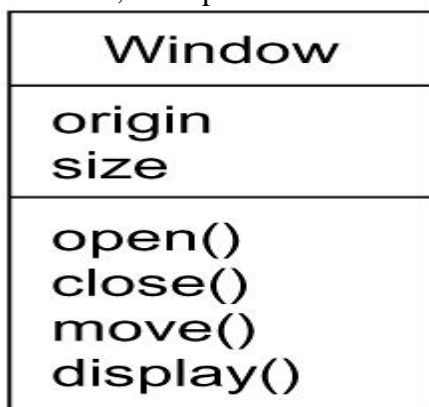 Window
origin
size
open()
close()
move()
display()